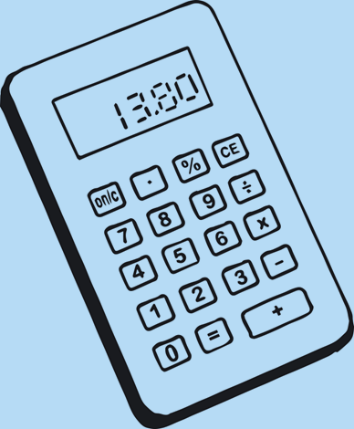 13.80
on/c . % CE
7 8 9 ÷
4 5 6 x
1 2 3 -
0 = +